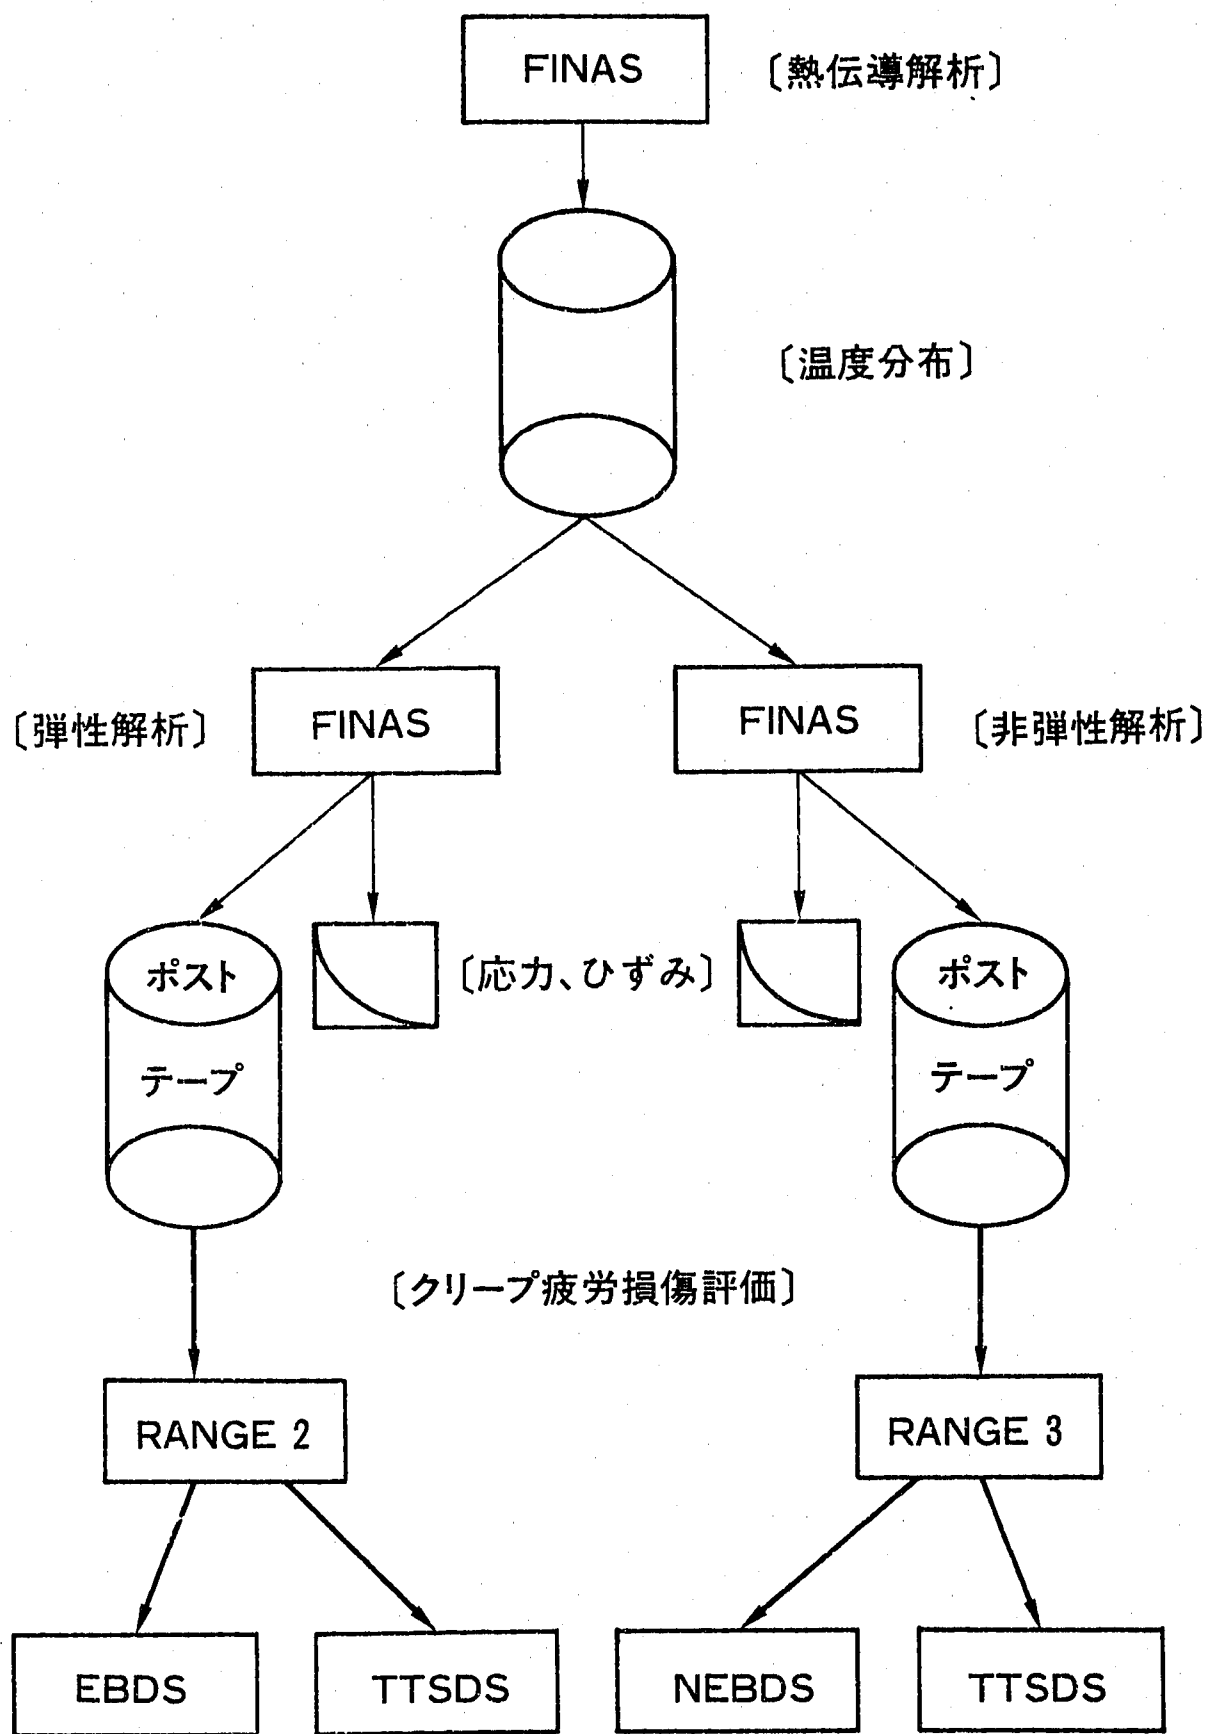 FINAS
〔熱伝導解析〕
〔温度分布〕
〔弾性解析〕
FINAS
FINAS
〔非弾性解析〕
ポスト
テープ
〔応力、ひずみ〕
ポスト
テープ
〔クリープ疲労損傷評価〕
RANGE 2
RANGE 3
EBDS
TTSDS
NEBDS
TTSDS